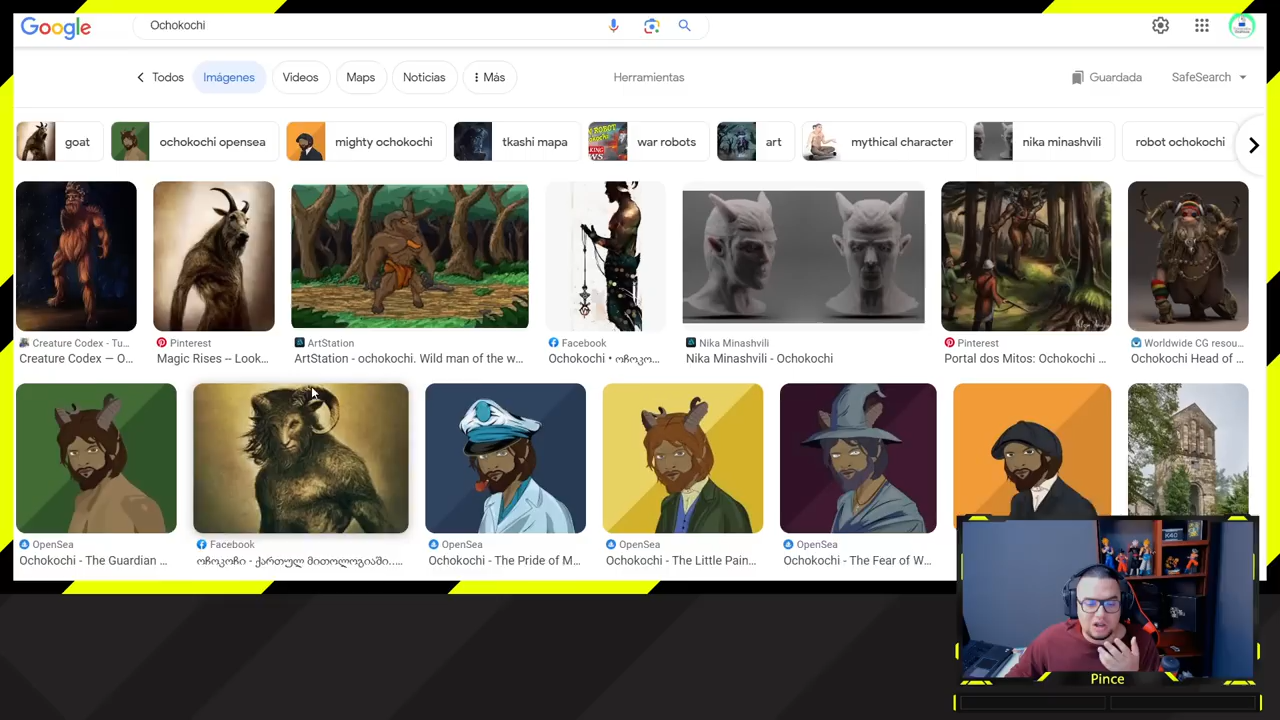 Google
Ochokochi
Todos
Imágenes
Videos
Maps
Noticias
Más
Herramientas
Guardada
SafeSearch
goat
ochokochi opensea
mighty ochokochi
tkashi mapa
war robots
art
mythical character
nika minashvili
robot ochokochi
Creature Codex - Tu...
Creature Codex — O...
Pinterest
Magic Rises -- Look...
ArtStation
ArtStation - ochokochi. Wild man of the w...
Facebook
Ochokochi • ოჩოკო...
Nika Minashvili
Nika Minashvili - Ochokochi
Pinterest
Portal dos Mitos: Ochokochi ...
Worldwide CG resou...
Ochokochi Head of ...
OpenSea
Ochokochi - The Guardian ...
Facebook
ოჩოკოჩი - ქართულ მითოლოგიაში....
OpenSea
Ochokochi - The Pride of M...
OpenSea
Ochokochi - The Little Pain...
OpenSea
Ochokochi - The Fear of W...
K40
Pince